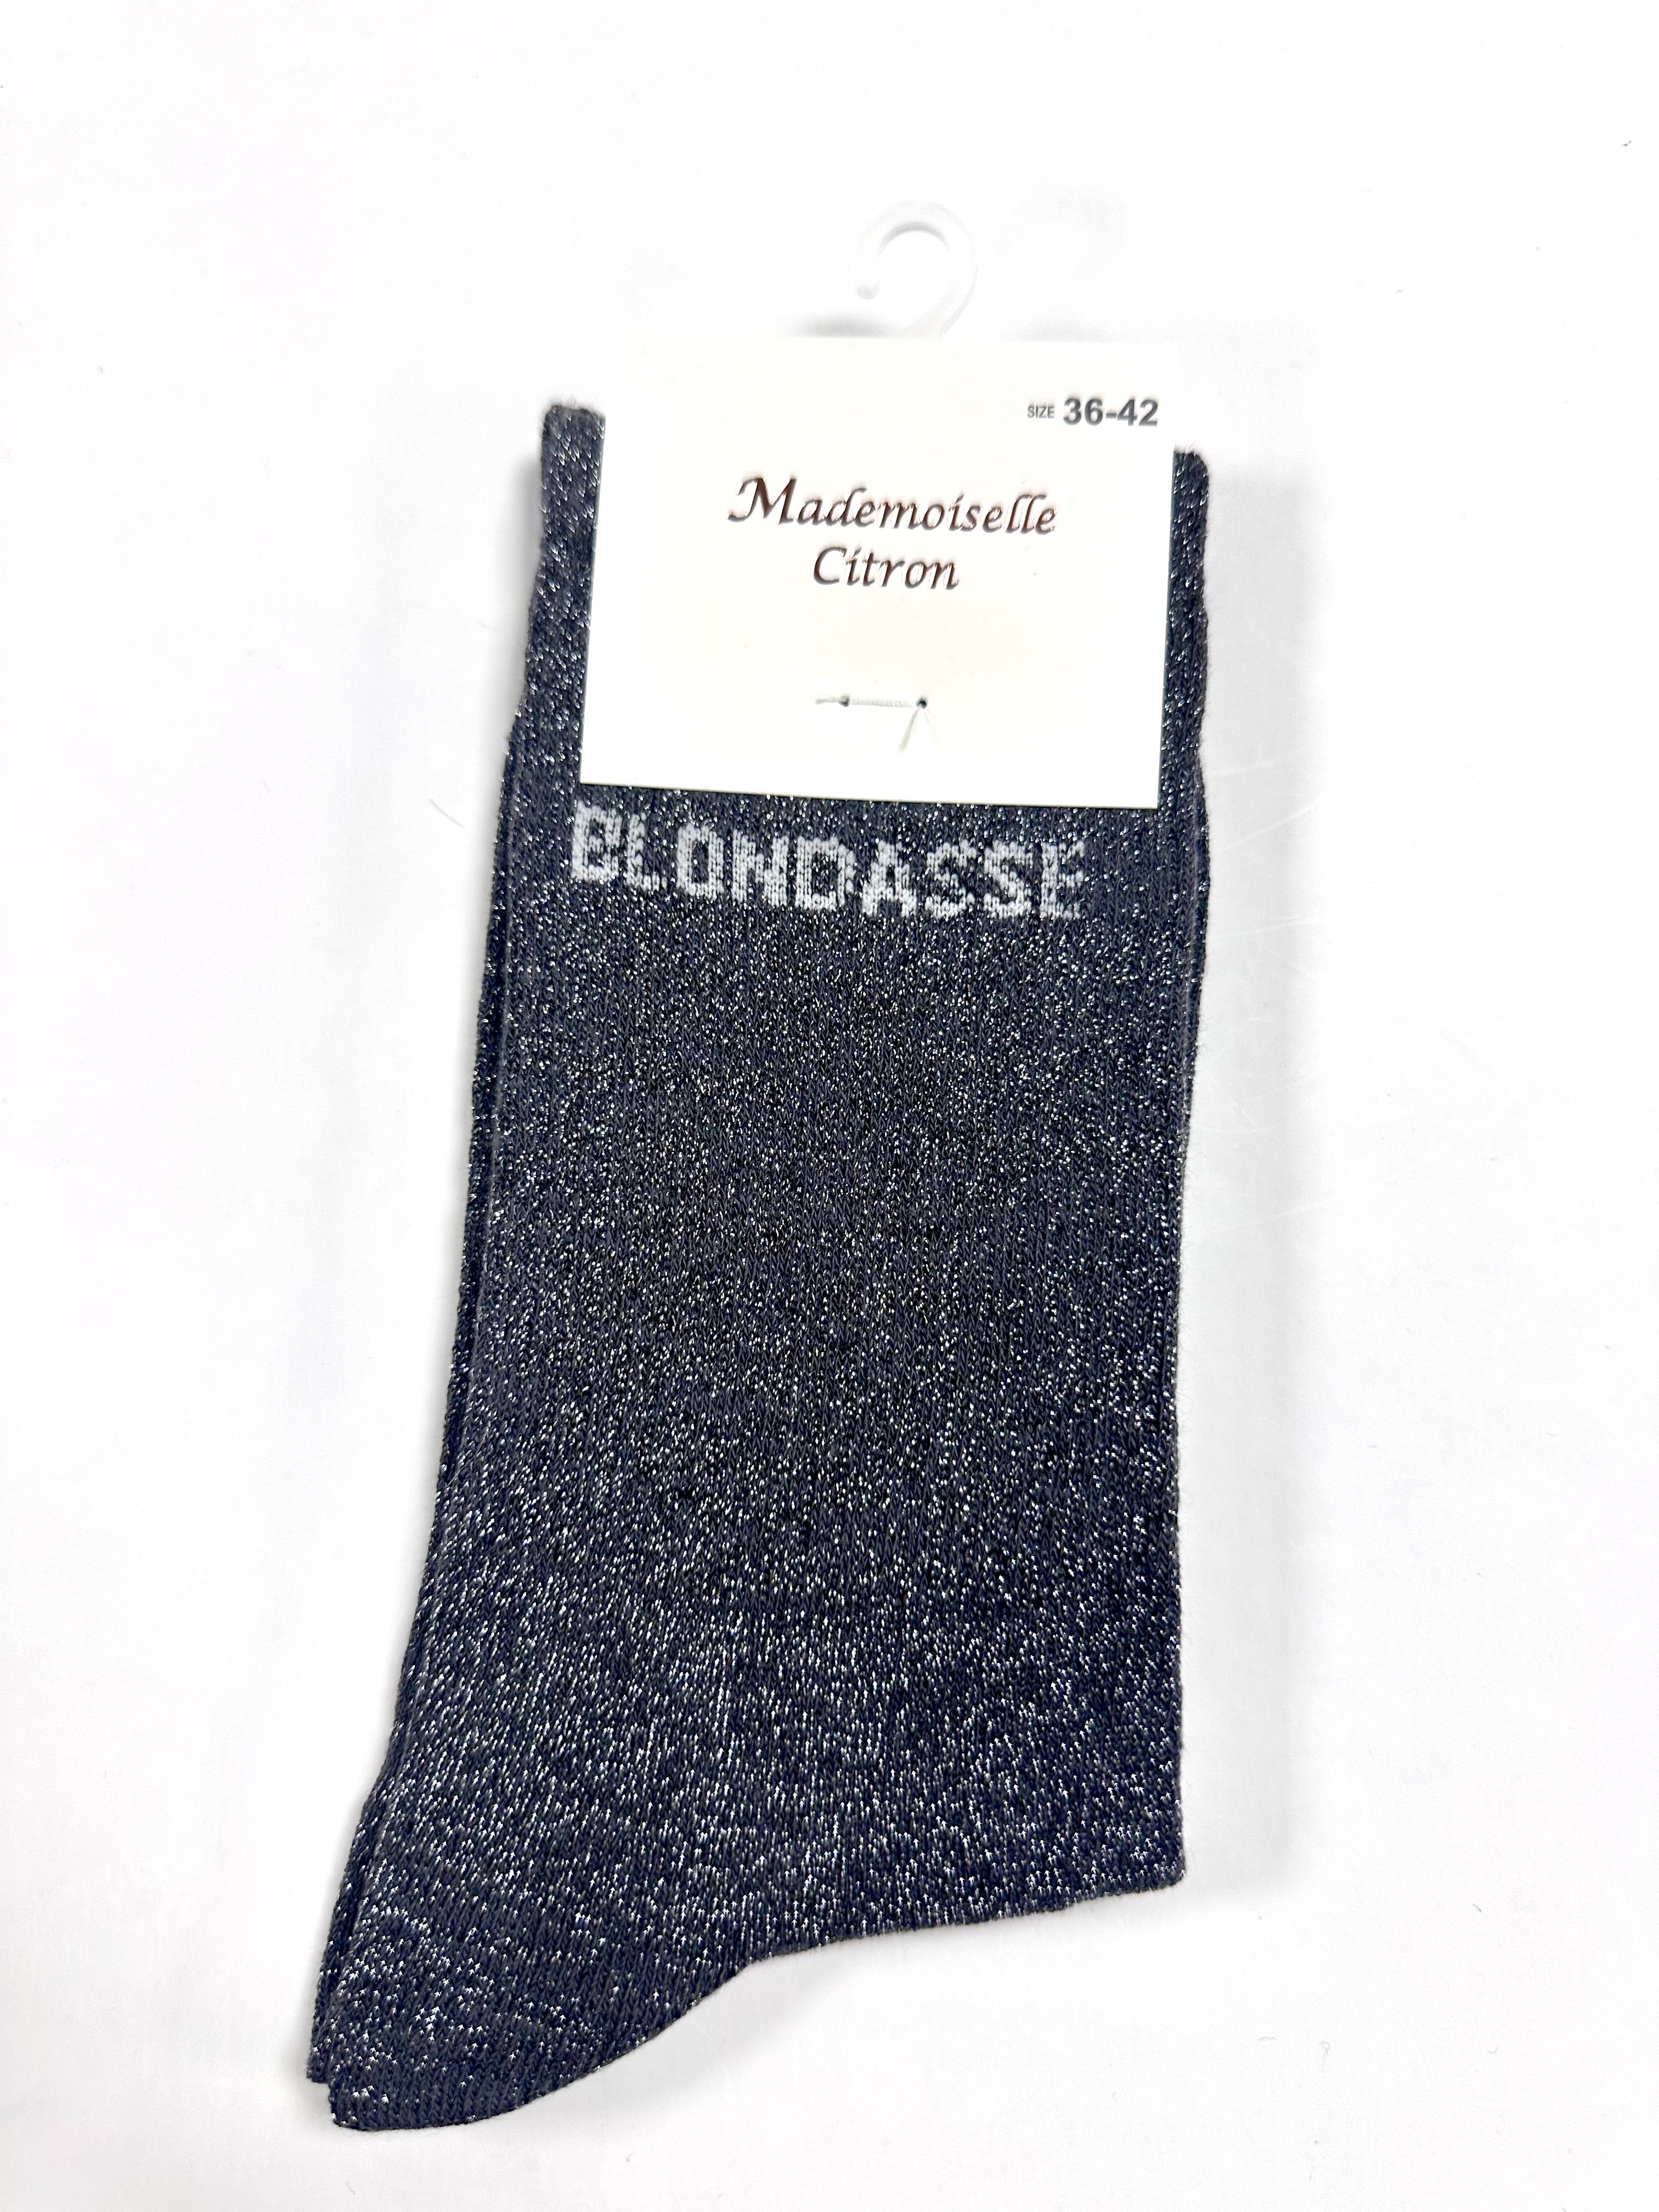 SIZE 36-42
Mademoiselle
Citron
BLONDASSE